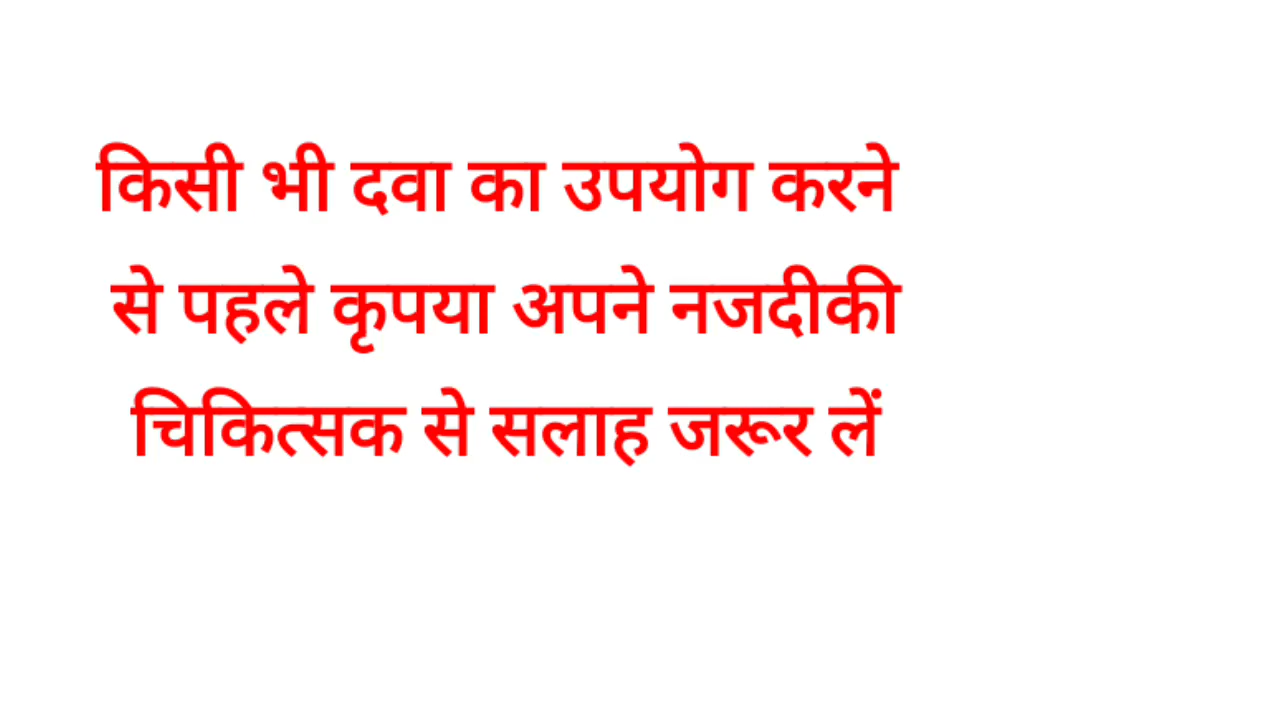 किसी भी दवा का उपयोग करने
से पहले कृपया अपने नजदीकी
चिकित्सक से सलाह जरूर लें